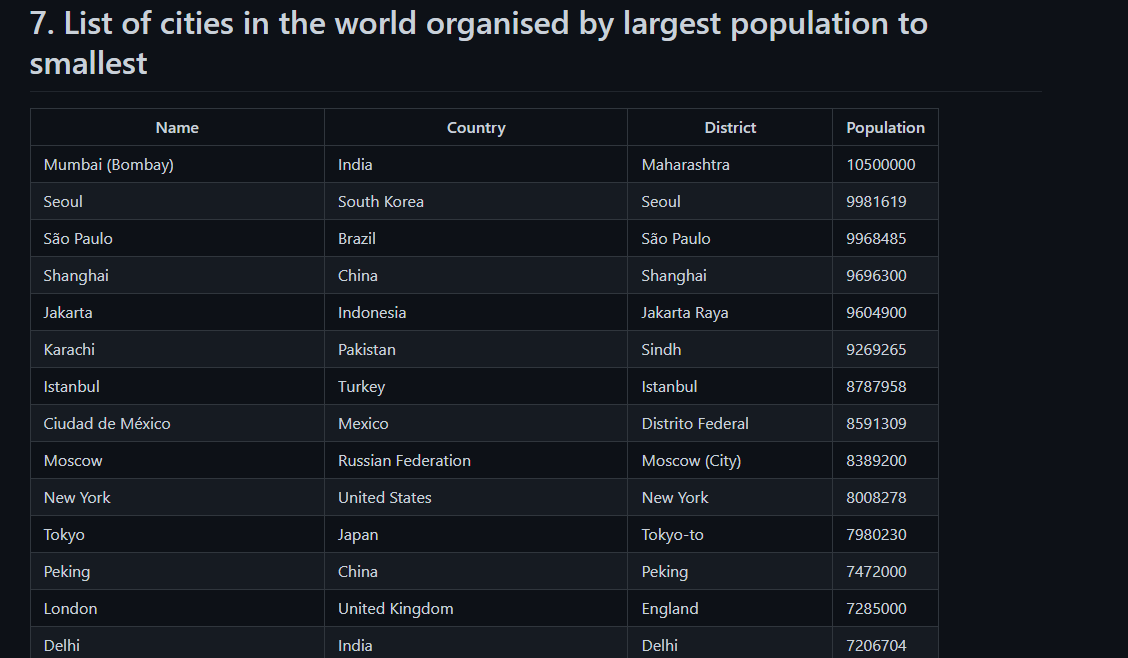 7. List of cities in the world organised by largest population to
smallest
Name Country District Population
Mumbai (Bombay) India Maharashtra 10500000
Seoul South Korea Seoul 9981619
São Paulo Brazil São Paulo 9968485
Shanghai China Shanghai 9696300
Jakarta Indonesia Jakarta Raya 9604900
Karachi Pakistan Sindh 9269265
Istanbul Turkey Istanbul 8787958
Ciudad de México Mexico Distrito Federal 8591309
Moscow Russian Federation Moscow (City) 8389200
New York United States New York 8008278
Tokyo Japan Tokyo-to 7980230
Peking China Peking 7472000
London United Kingdom England 7285000
Delhi India Delhi 7206704